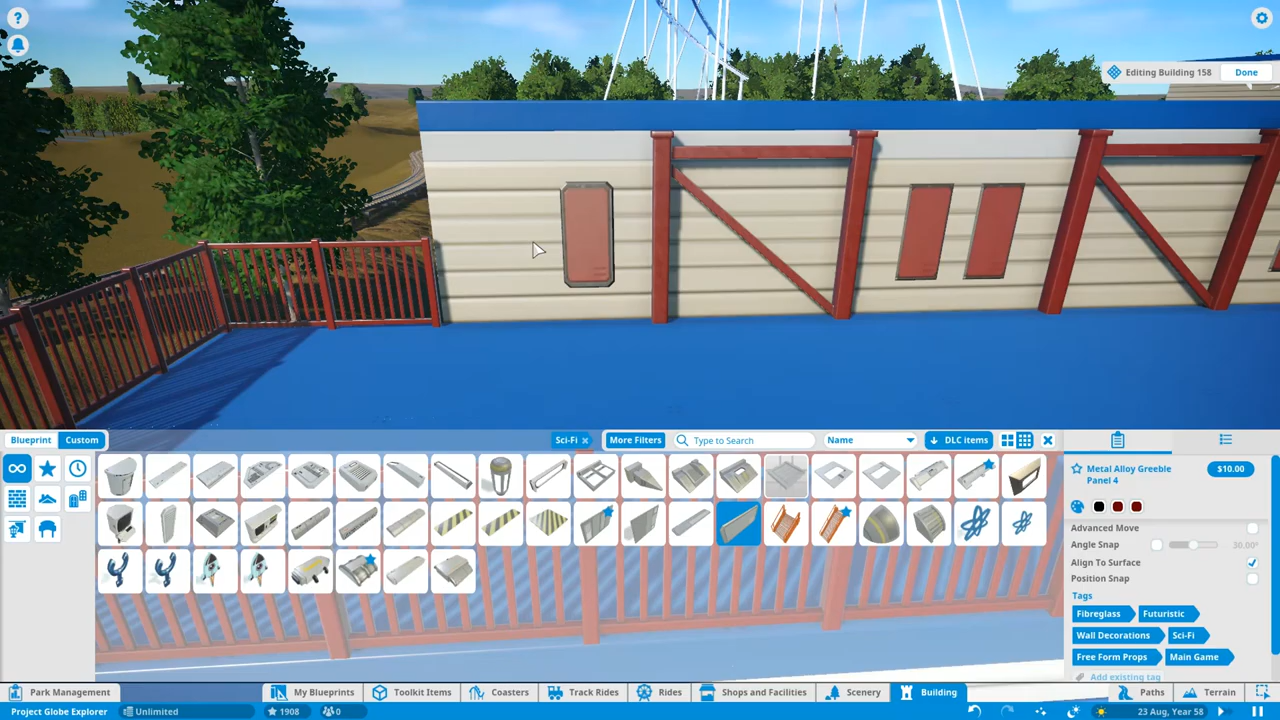 ?
Editing Building 158
Done
Blueprint
Custom
Sci-Fi ×
More Filters
Type to Search
Name
DLC items
Metal Alloy Greeble
Panel 4
$10.00
Advanced Move
Angle Snap
30.00°
Align To Surface
Position Snap
Tags
Fibreglass
Futuristic
Wall Decorations
Sci-Fi
Free Form Props
Main Game
Add existing tag
Park Management
My Blueprints
Toolkit Items
Coasters
Track Rides
Rides
Shops and Facilities
Scenery
Building
Paths
Terrain
Project Globe Explorer
Unlimited
1908
0
23 Aug, Year 58